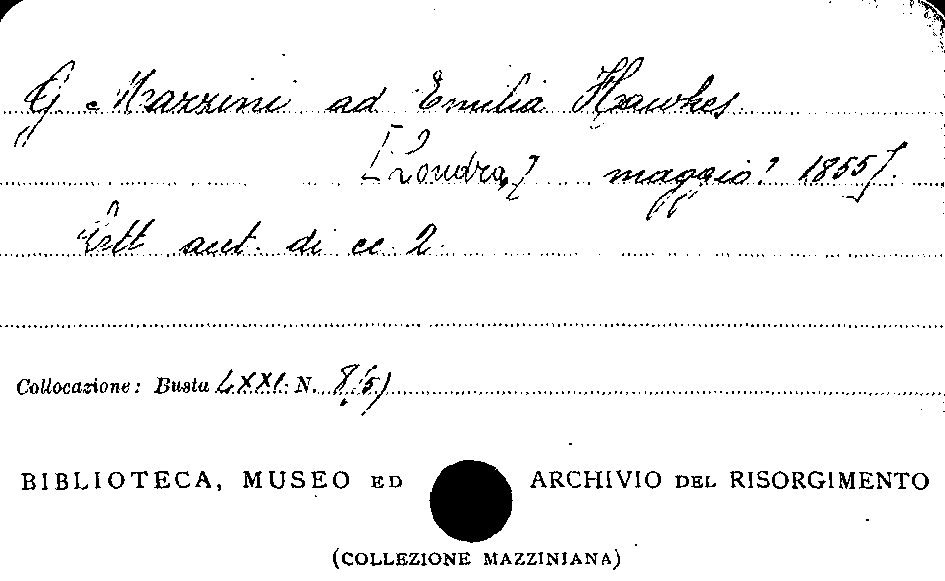 G. Mazzini ad Emilia Hawkes.
[Londra,] maggio? 1855].
Lett. aut. di cc. 2.
Collocazione: Busta LXXI. N. 8(5)
BIBLIOTECA, MUSEO ED ARCHIVIO DEL RISORGIMENTO
(COLLEZIONE MAZZINIANA)